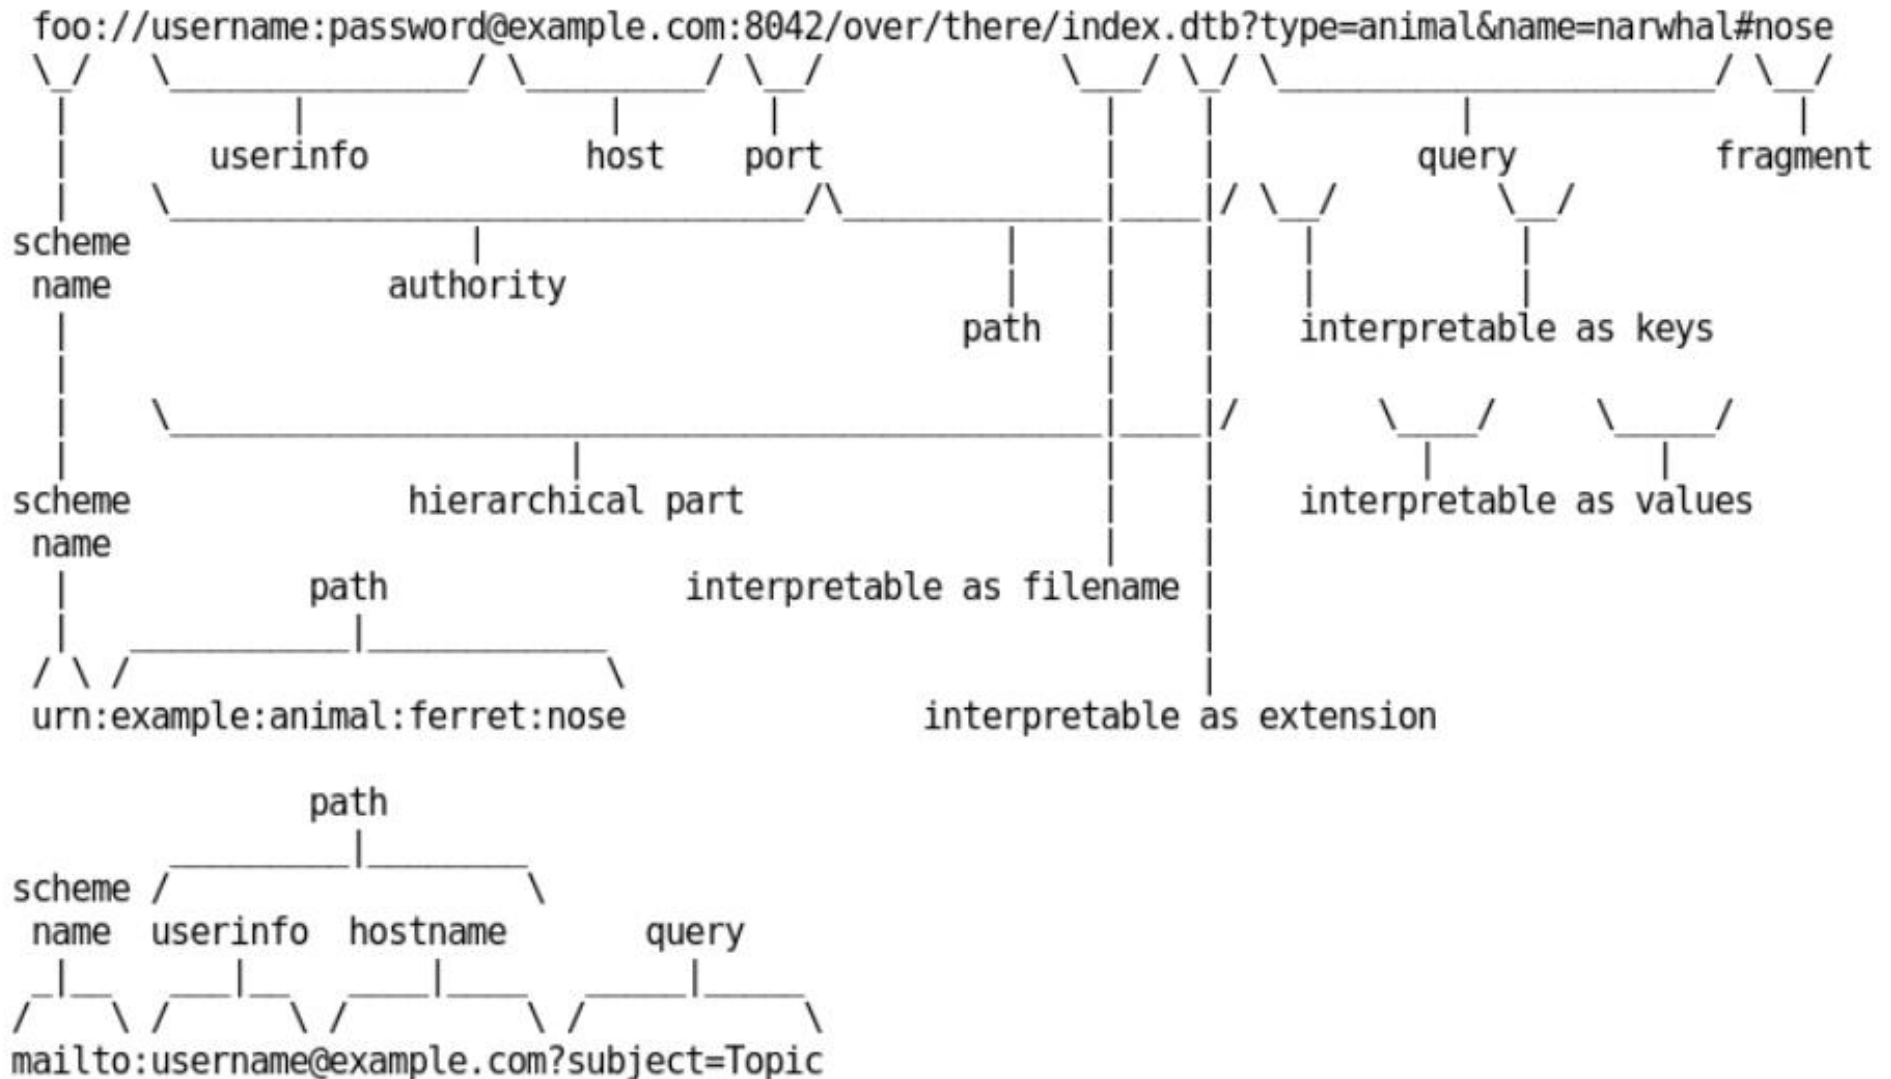 foo://username:password@example.com:8042/over/there/index.dtb?type=animal&name=narwhal#nose
userinfo host port query fragment
scheme
name authority
path interpretable as keys
scheme hierarchical part interpretable as values
name
path interpretable as filename
urn:example:animal:ferret:nose interpretable as extension
path
scheme
name userinfo hostname query
mailto:username@example.com?subject=Topic